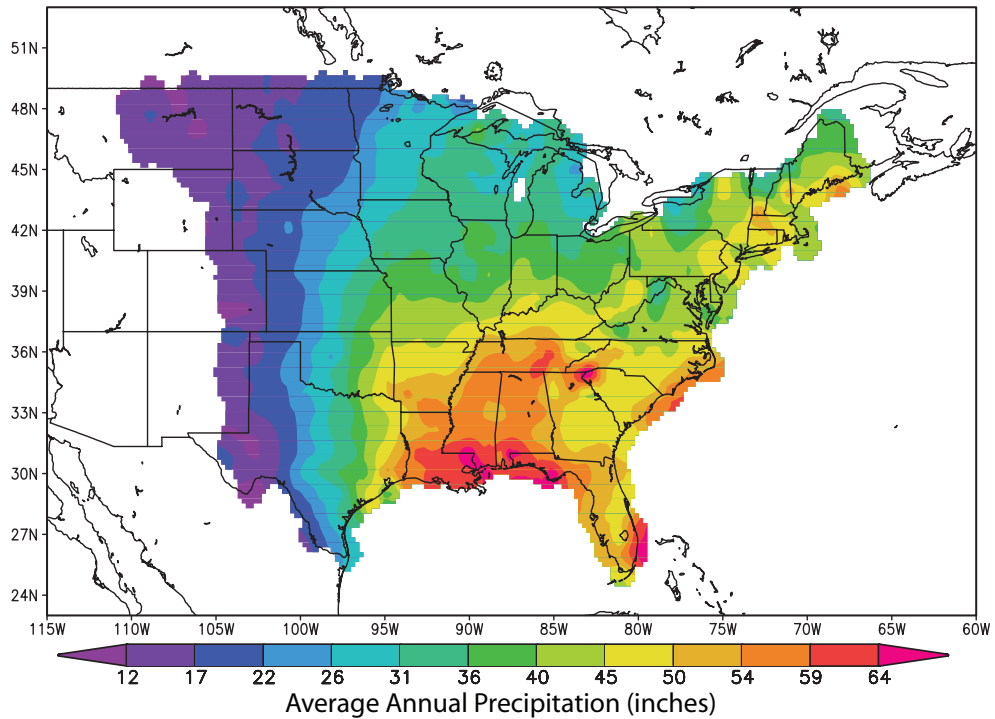 51N
48N
45N
42N
39N
36N
33N
30N
27N
24N
115W 110W 105W 100W 95W 90W 85W 80W 75W 70W 65W 60W
12 17 22 26 31 36 40 45 50 54 59 64
Average Annual Precipitation (inches)